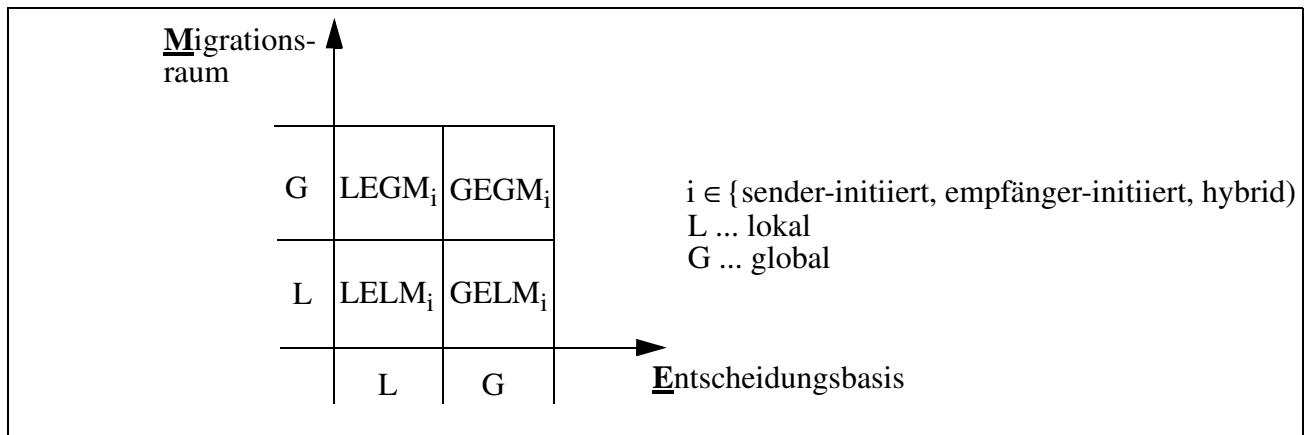 Migrations-
raum
G LEGMi GEGMi
i ∈ {sender-initiiert, empfänger-initiiert, hybrid)
L ... lokal
G ... global
L LELMi GELMi
L G
Entscheidungsbasis